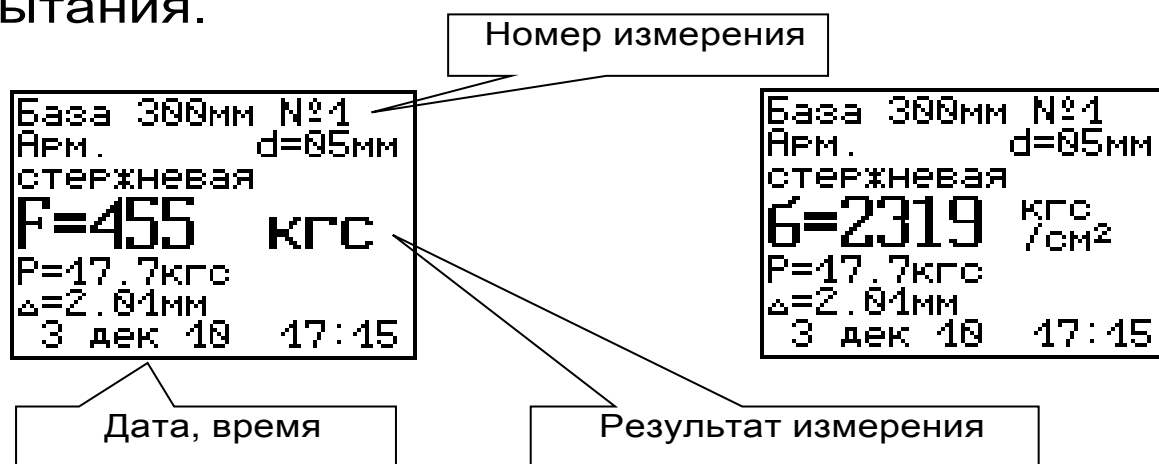 ытания.
Номер измерения
База 300мм №1
Арм. d=05мм
стержневая
F=455 кгс
P=17.7кгс
△=2.01мм
3 дек 10 17:15
База 300мм №1
Арм. d=05мм
стержневая
б=2319 кгс/см²
P=17.7кгс
△=2.01мм
3 дек 10 17:15
Дата, время
Результат измерения